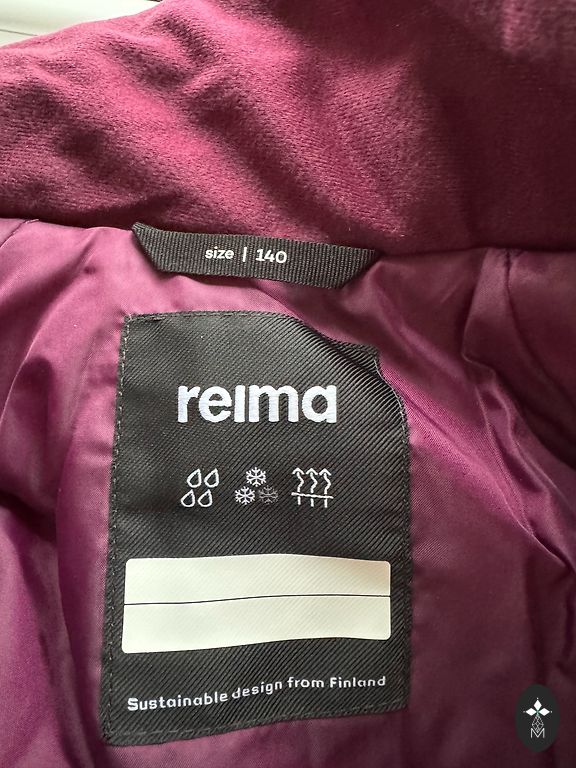 size | 140
reima
Sustainable design from Finland
M